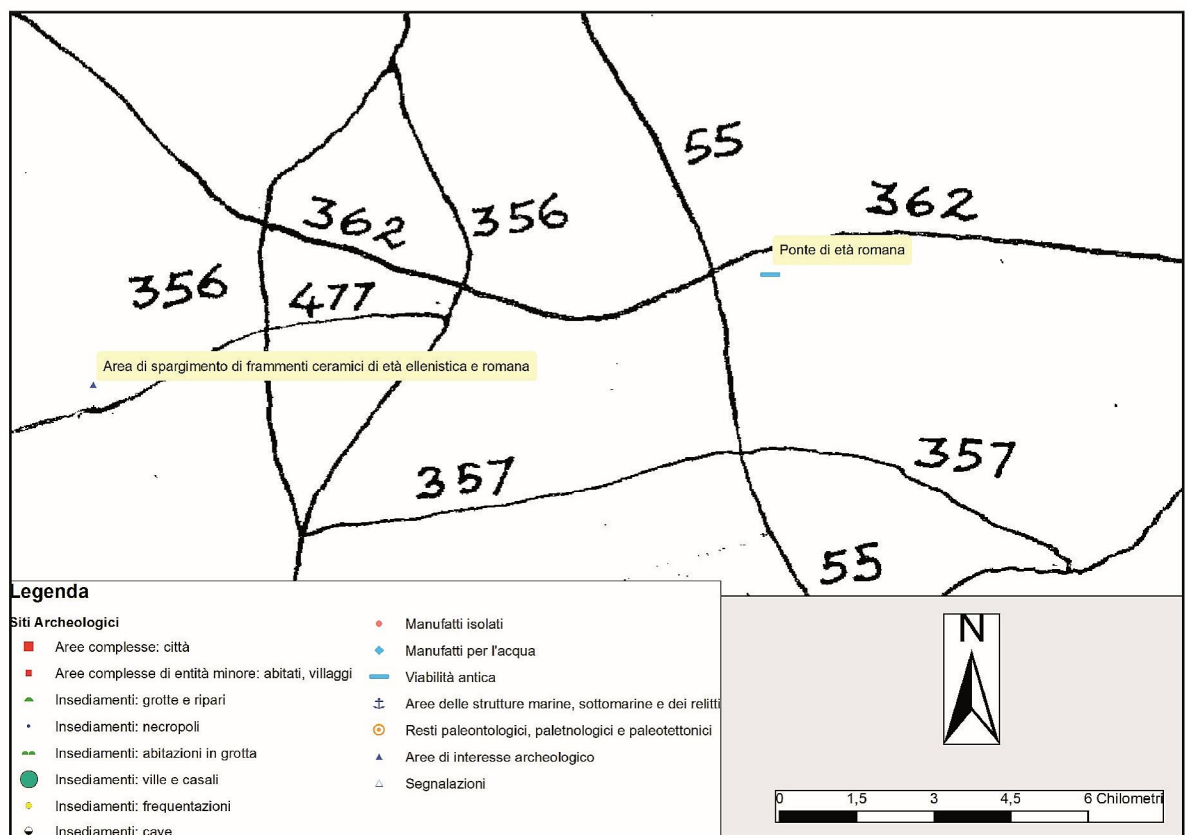 55
362
362
356
356
477
Ponte di età romana
Area di spargimento di frammenti ceramici di età ellenistica e romana
357
357
55
Legenda
Siti Archeologici
Aree complesse: città
Aree complesse di entità minore: abitati, villaggi
Insediamenti: grotte e ripari
Insediamenti: necropoli
Insediamenti: abitazioni in grotta
Insediamenti: ville e casali
Insediamenti: frequentazioni
Insediamenti: cave
Manufatti isolati
Manufatti per l'acqua
Viabilità antica
Aree delle strutture marine, sottomarine e dei relitti
Resti paleontologici, paletnologici e paleotettonici
Aree di interesse archeologico
Segnalazioni
N
0 1,5 3 4,5 6 Chilometri